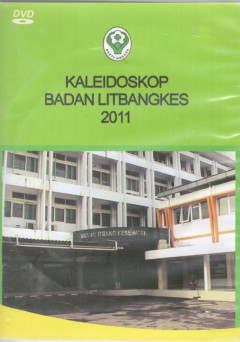 DVD
KALEIDOSKOP
BADAN LITBANGKES
2011